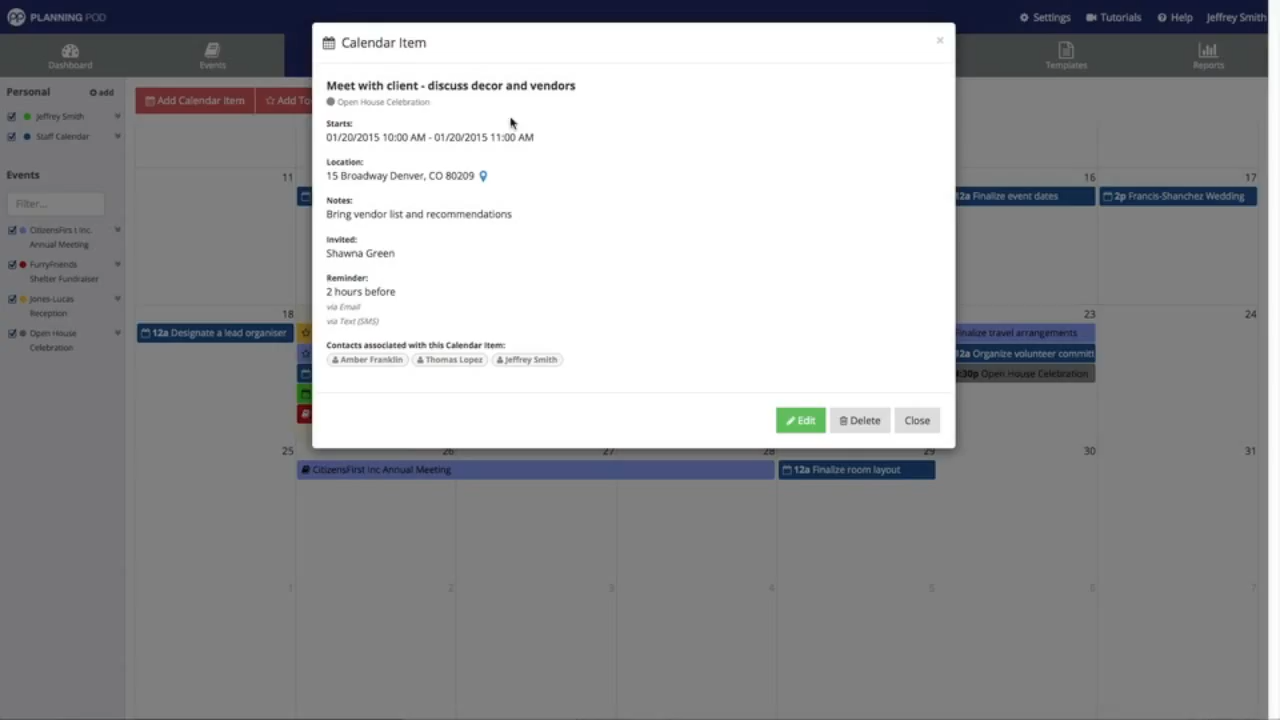 PLANNING POD
Settings
Tutorials
Help
Jeffrey Smith
Dashboard
Events
Templates
Reports
Personal
add
Jeffrey Smith
Staff Calendar
Events
Filter...
CitizensFirst Inc.
Annual Meeting
FurryFriends
Shelter Fundraiser
Jones-Lucas
Reception
Open House
Celebration
Add Calendar Item
Add To
Calendar Item
×
Meet with client - discuss decor and vendors
Open House Celebration
Starts:
01/20/2015 10:00 AM - 01/20/2015 11:00 AM
Location:
15 Broadway Denver, CO 80209
Notes:
Bring vendor list and recommendations
Invited:
Shawna Green
Reminder:
2 hours before
via Email
via Text (SMS)
Contacts associated with this Calendar Item:
Amber Franklin
Thomas Lopez
Jeffrey Smith
Edit
Delete
Close
11
16
17
12a Finalize event dates
2p Francis-Shanchez Wedding
18
23
24
12a Designate a lead organiser
Finalize travel arrangements
12a Organize volunteer committ
:30p Open House Celebration
25
26
27
28
29
30
31
CitizensFirst Inc Annual Meeting
12a Finalize room layout
1
2
3
4
5
6
7